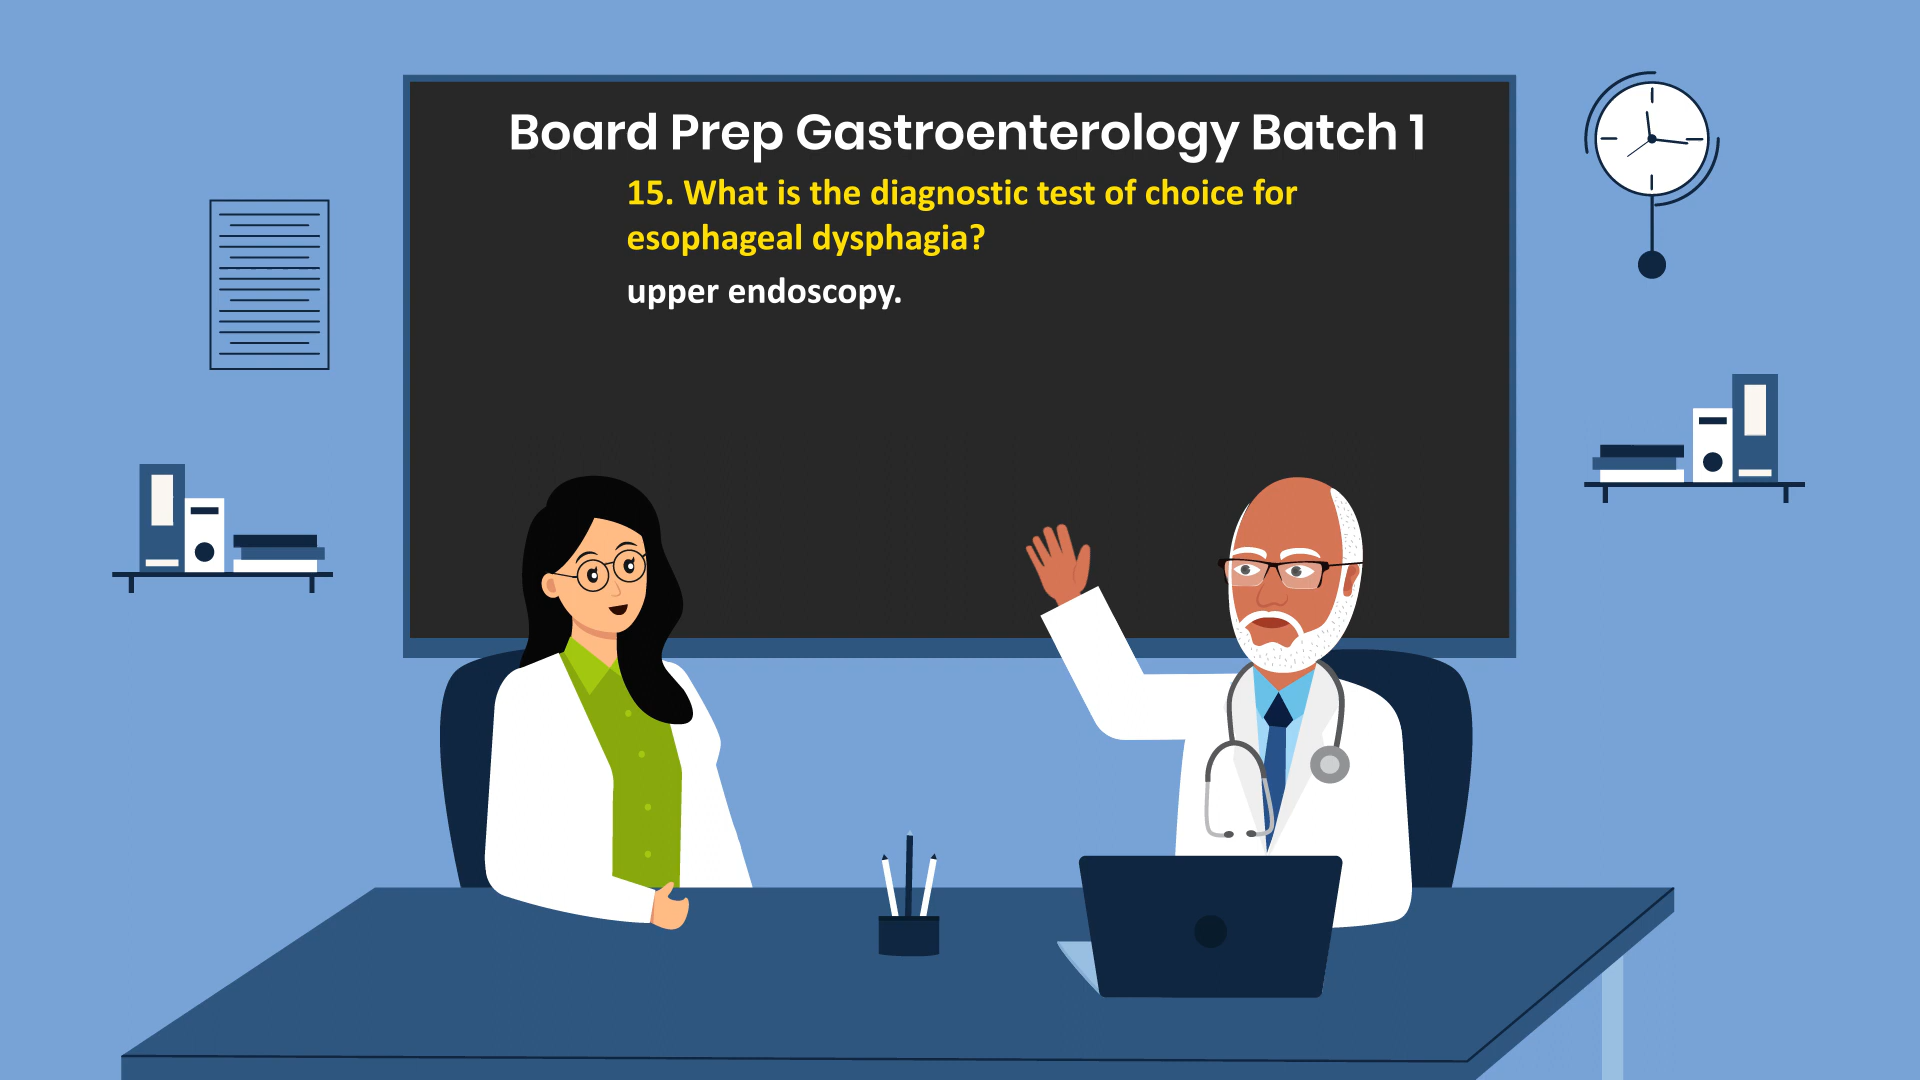 Board Prep Gastroenterology Batch 1
15. What is the diagnostic test of choice for
esophageal dysphagia?
upper endoscopy.